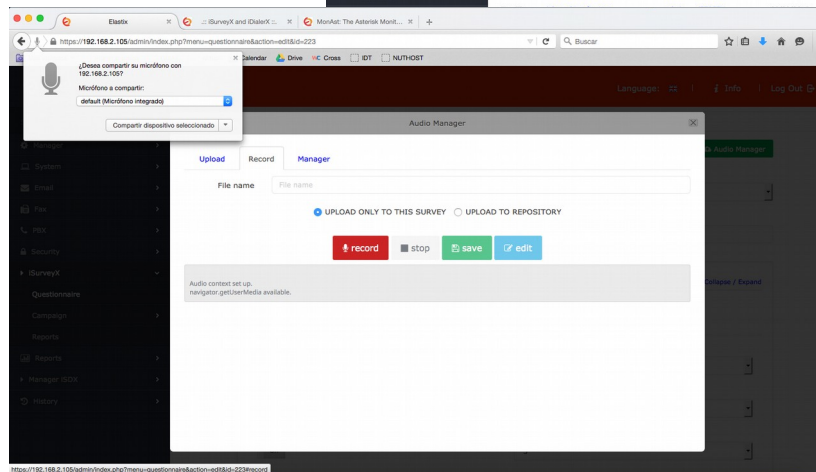 Elastix
.:: iSurveyX and iDialerX ::.
MonAst: The Asterisk Monit...
https://192.168.2.105/admin/index.php?menu=questionnaire&action=edit&id=223
Buscar
Calendar
Drive
WC Cross
IDT
NUTHOST
¿Desea compartir su micrófono con
192.168.2.105?
Micrófono a compartir:
default (Micrófono integrado)
Compartir dispositivo seleccionado
Language:
Info
Log Out
Audio Manager
Audio Manager
Manager
System
Email
Fax
PBX
Security
iSurveyX
Questionnaire
Campaign
Reports
Reports
Manager iSDX
History
Upload
Record
Manager
File name
File name
UPLOAD ONLY TO THIS SURVEY
UPLOAD TO REPOSITORY
record
stop
save
edit
Audio context set up.
navigator.getUserMedia available.
Collapse / Expand
https://192.168.2.105/admin/index.php?menu=questionnaire&action=edit&id=223#record